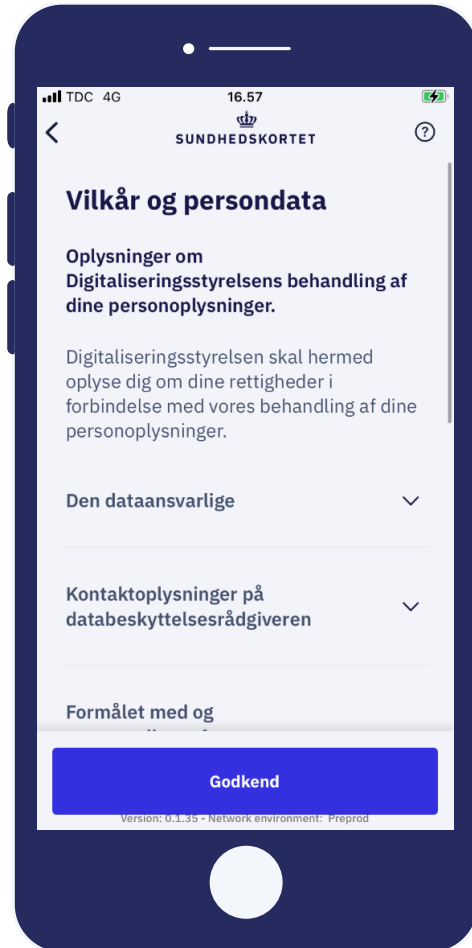 TDC 4G 16.57
SUNDHEDSKORTET
Vilkår og persondata
Oplysninger om
Digitaliseringsstyrelsens behandling af
dine personoplysninger.
Digitaliseringsstyrelsen skal hermed
oplyse dig om dine rettigheder i
forbindelse med vores behandling af dine
personoplysninger.
Den dataansvarlige
Kontaktoplysninger på
databeskyttelsesrådgiveren
Formålet med og
Godkend
Version: 0.1.35 - Network environment: Preprod